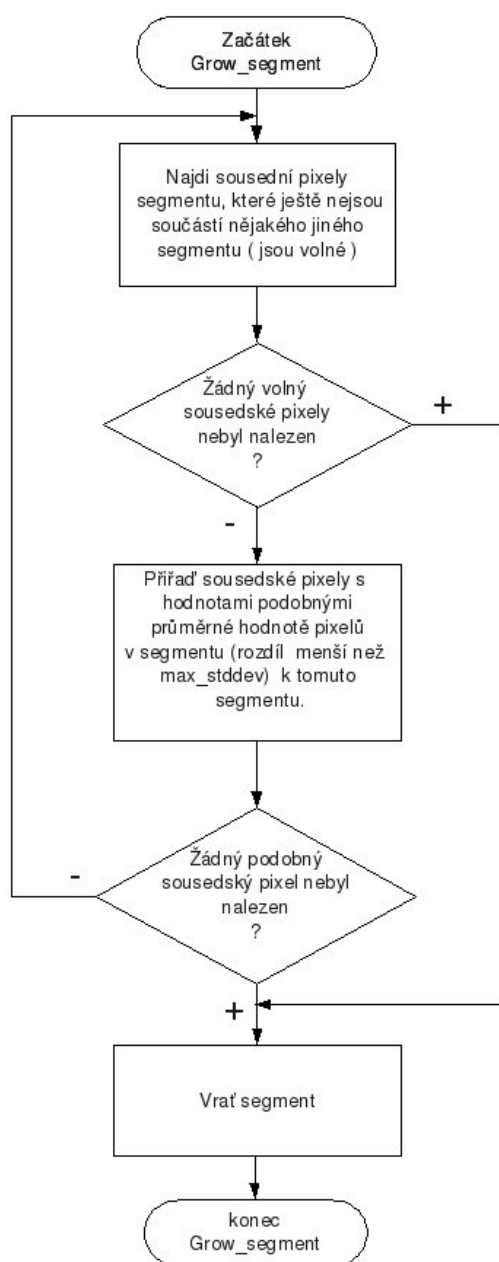 Začátek
Grow_segment
Najdi sousední pixely
segmentu, které ještě nejsou
součástí nějakého jiného
segmentu ( jsou volné )
Žádný volný
sousedské pixely
nebyl nalezen
?
+
-
Přiřaď sousedské pixely s
hodnotami podobnými
průměrné hodnotě pixelů
v segmentu (rozdíl menší než
max_stddev) k tomuto
segmentu.
Žádný podobný
sousedský pixel nebyl
nalezen
?
-
+
Vrať segment
konec
Grow_segment